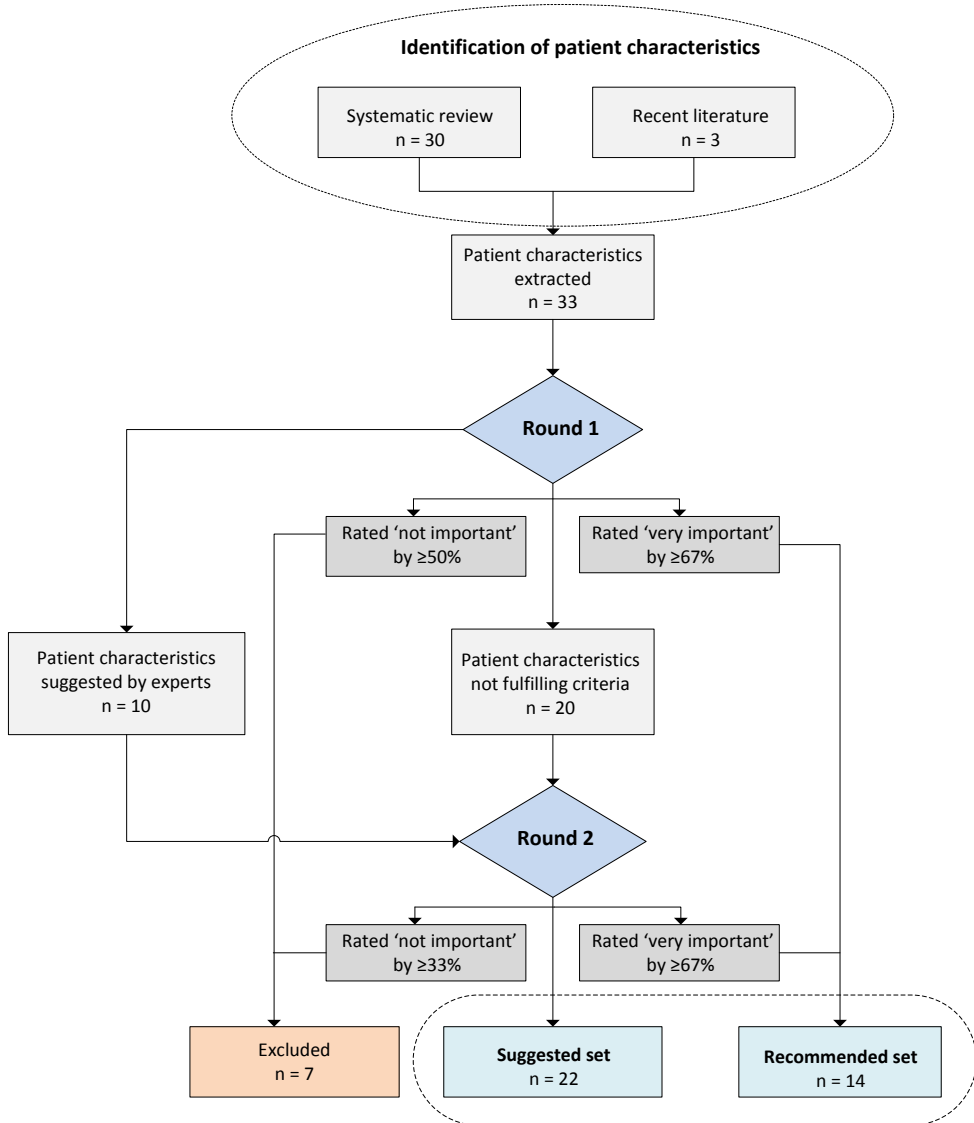 Identification of patient characteristics
Systematic review
n = 30
Recent literature
n = 3
Patient characteristics
extracted
n = 33
Round 1
Rated ‘not important’
by ≥50%
Rated ‘very important’
by ≥67%
Patient characteristics
suggested by experts
n = 10
Patient characteristics
not fulfilling criteria
n = 20
Round 2
Rated ‘not important’
by ≥33%
Rated ‘very important’
by ≥67%
Excluded
n = 7
Suggested set
n = 22
Recommended set
n = 14